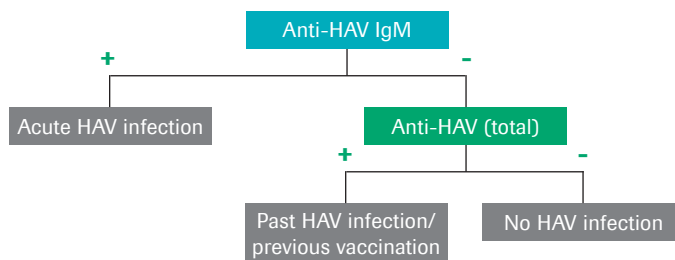 Anti-HAV IgM
+
-
Acute HAV infection
Anti-HAV (total)
+
-
Past HAV infection/
previous vaccination
No HAV infection